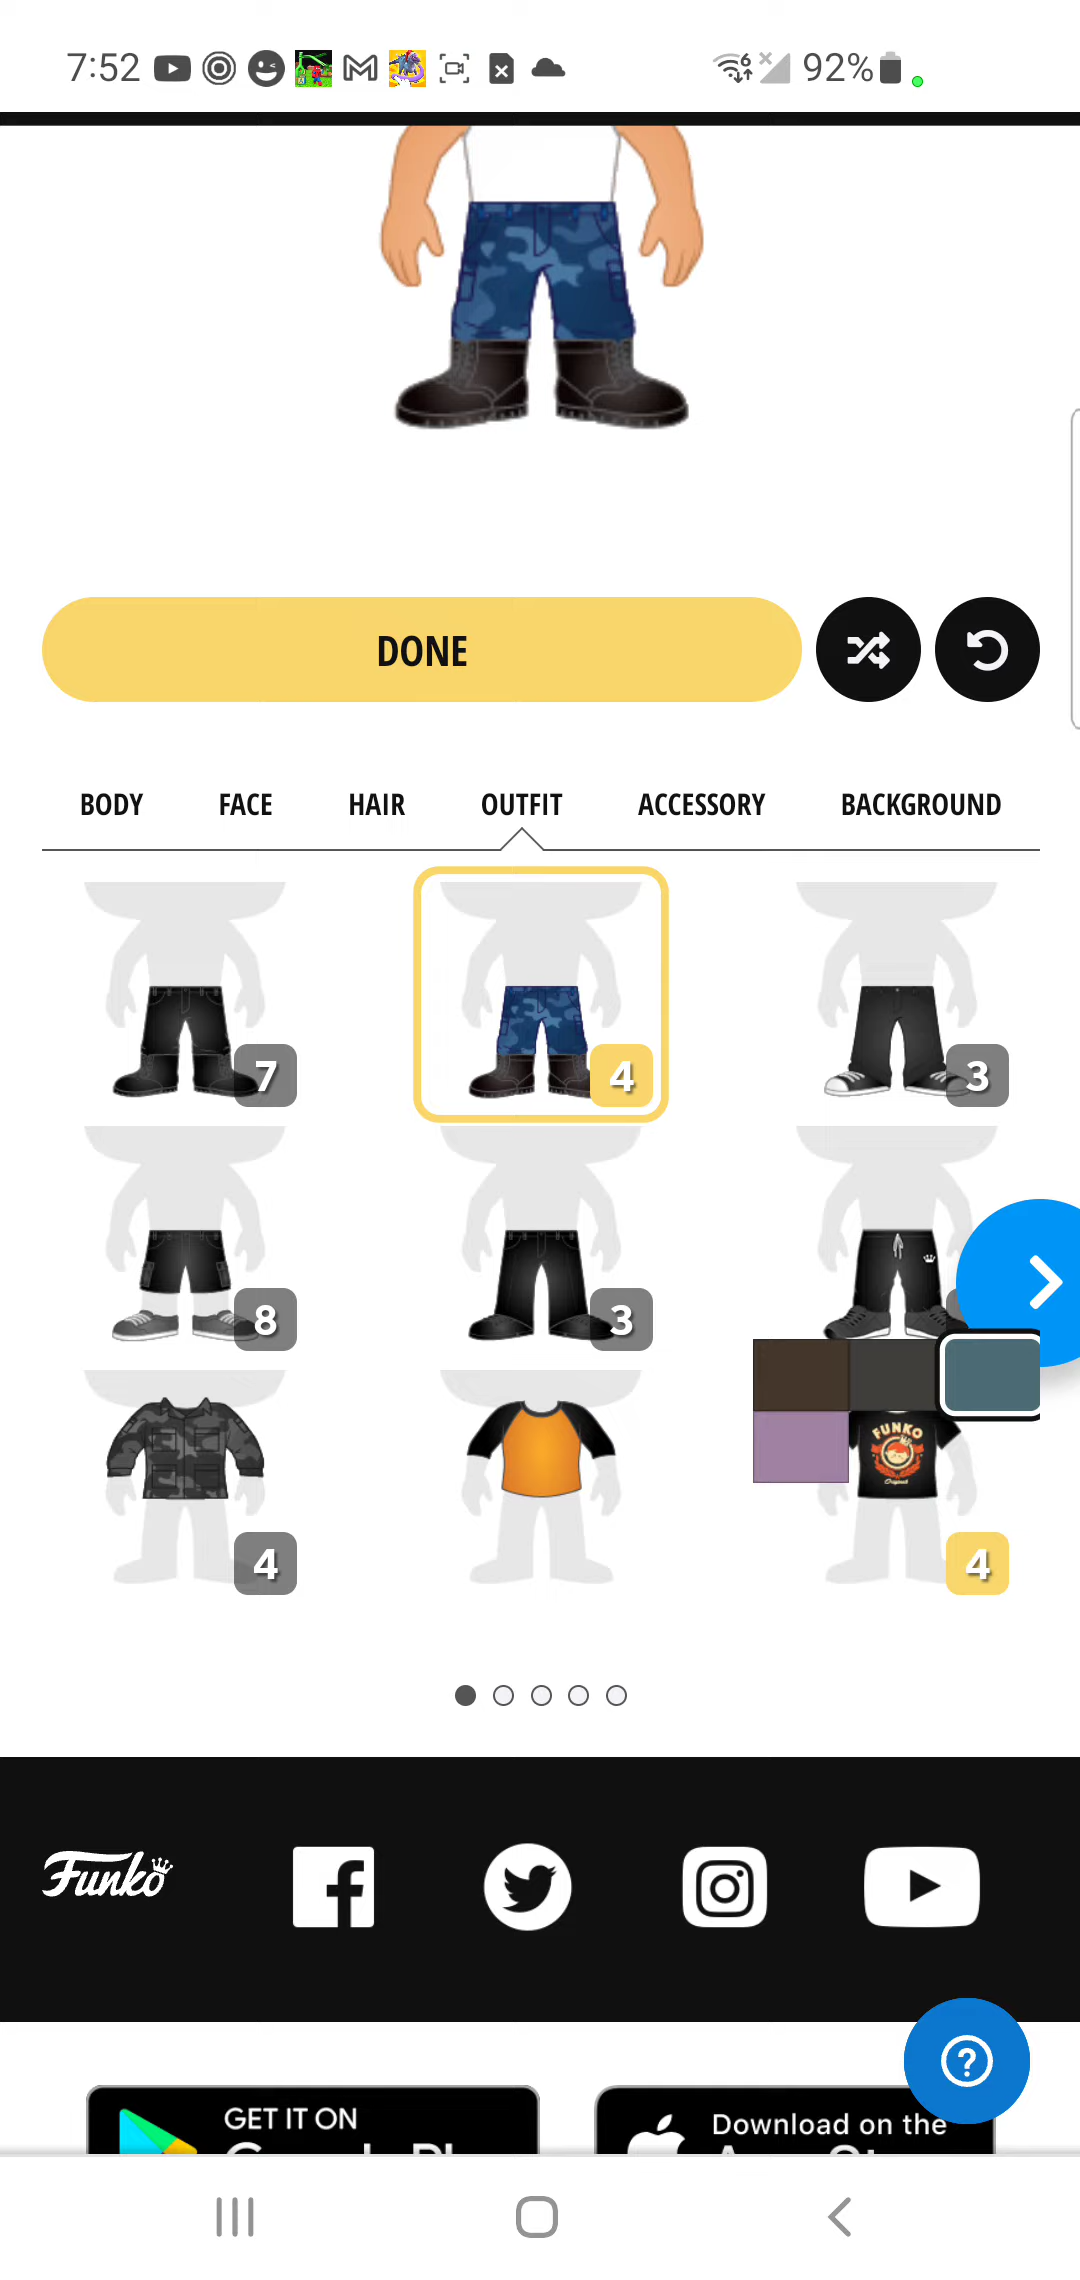 7:52
92%
DONE
BODY FACE HAIR OUTFIT ACCESSORY BACKGROUND
7
4
3
8
3
FUNKO
Original
4
4
Funko
GET IT ON
Download on the